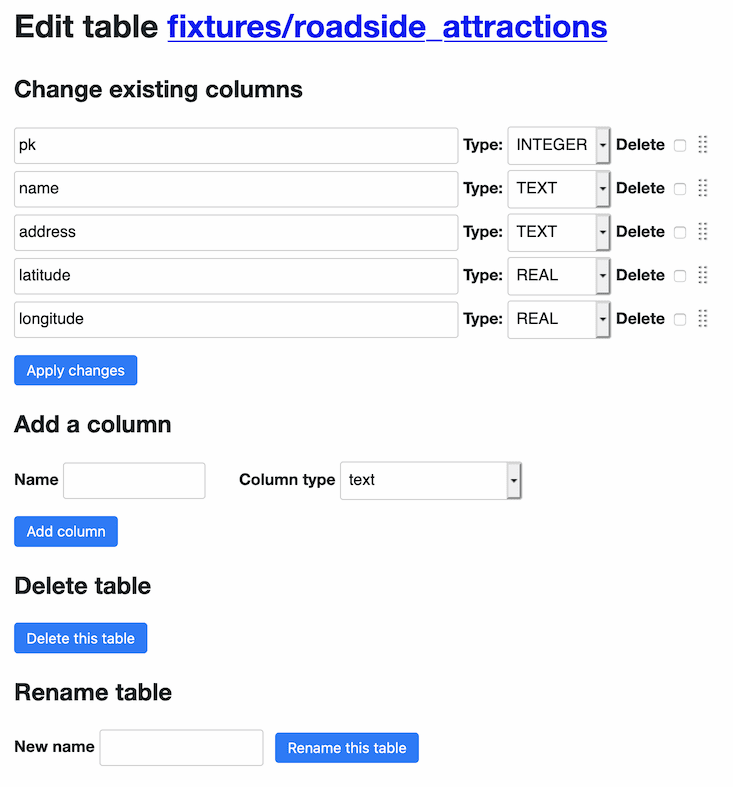 Edit table fixtures/roadside_attractions
Change existing columns
pk Type: INTEGER Delete
name Type: TEXT Delete
address Type: TEXT Delete
latitude Type: REAL Delete
longitude Type: REAL Delete
Apply changes
Add a column
Name Column type text
Add column
Delete table
Delete this table
Rename table
New name Rename this table